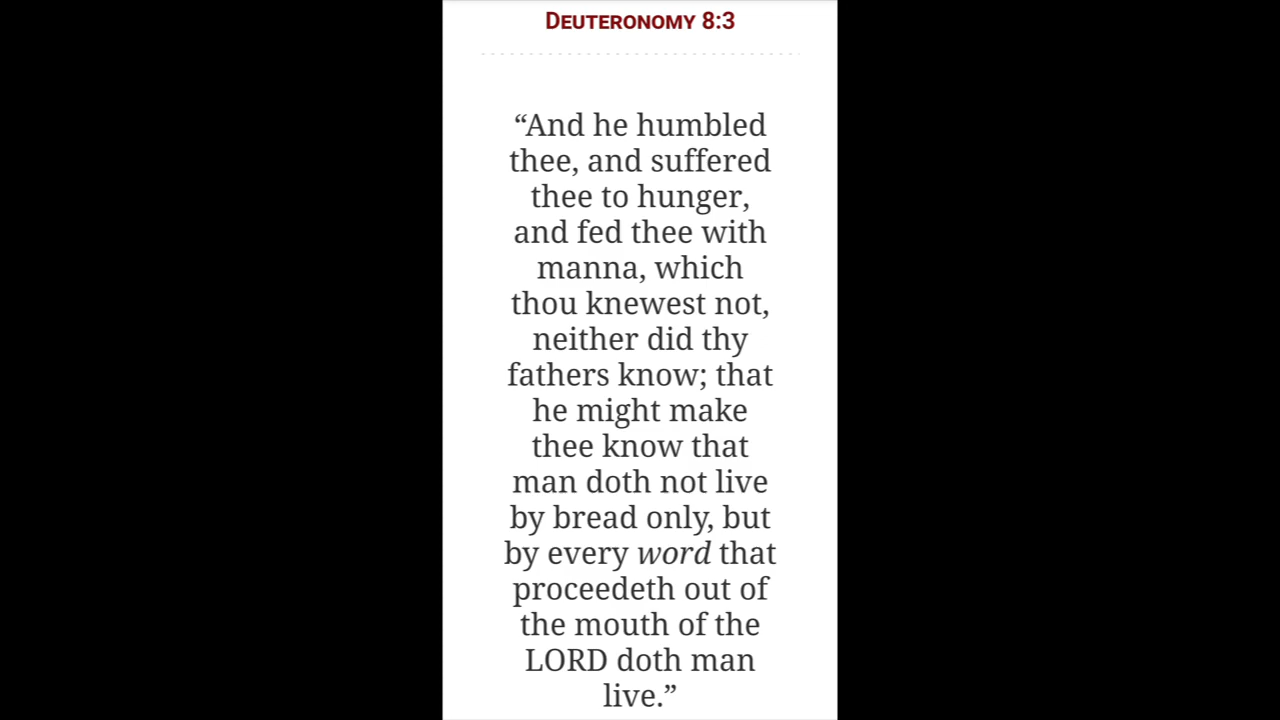 Deuteronomy 8:3
“And he humbled
thee, and suffered
thee to hunger,
and fed thee with
manna, which
thou knewest not,
neither did thy
fathers know; that
he might make
thee know that
man doth not live
by bread only, but
by every word that
proceedeth out of
the mouth of the
LORD doth man
live.”